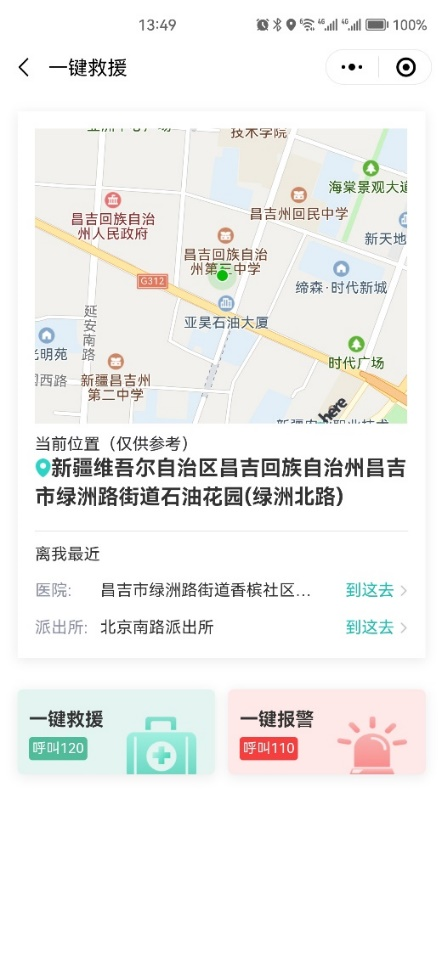 13:49
100%
一键救援
技术学院
海棠景观大道
昌吉回族自治
州人民政府
昌吉州回民中学
新天地
昌吉回族自治
州第三中学
G312
缔森·时代新城
亚昊石油大厦
延安南路
光明苑
时代广场
西路
新疆昌吉州
第二中学
here
当前位置（仅供参考）
新疆维吾尔自治区昌吉回族自治州昌吉
市绿洲路街道石油花园(绿洲北路)
离我最近
医院:
昌吉市绿洲路街道香槟社区...
到这去
派出所:
北京南路派出所
到这去
一键救援
呼叫120
一键报警
呼叫110